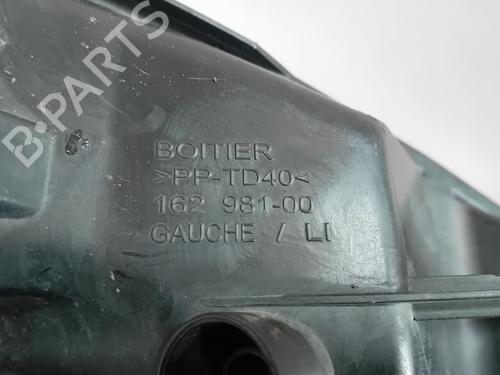 B-PARTS
BOITIER
>PP-TD40<
162 981-00
GAUCHE / LI